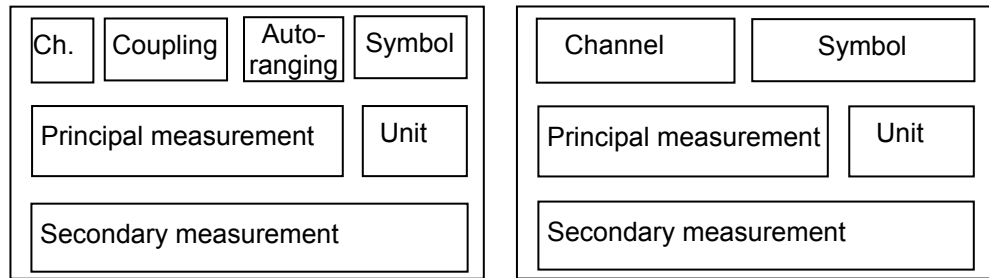 Ch.
Coupling
Auto-
ranging
Symbol
Principal measurement
Unit
Secondary measurement
Channel
Symbol
Principal measurement
Unit
Secondary measurement